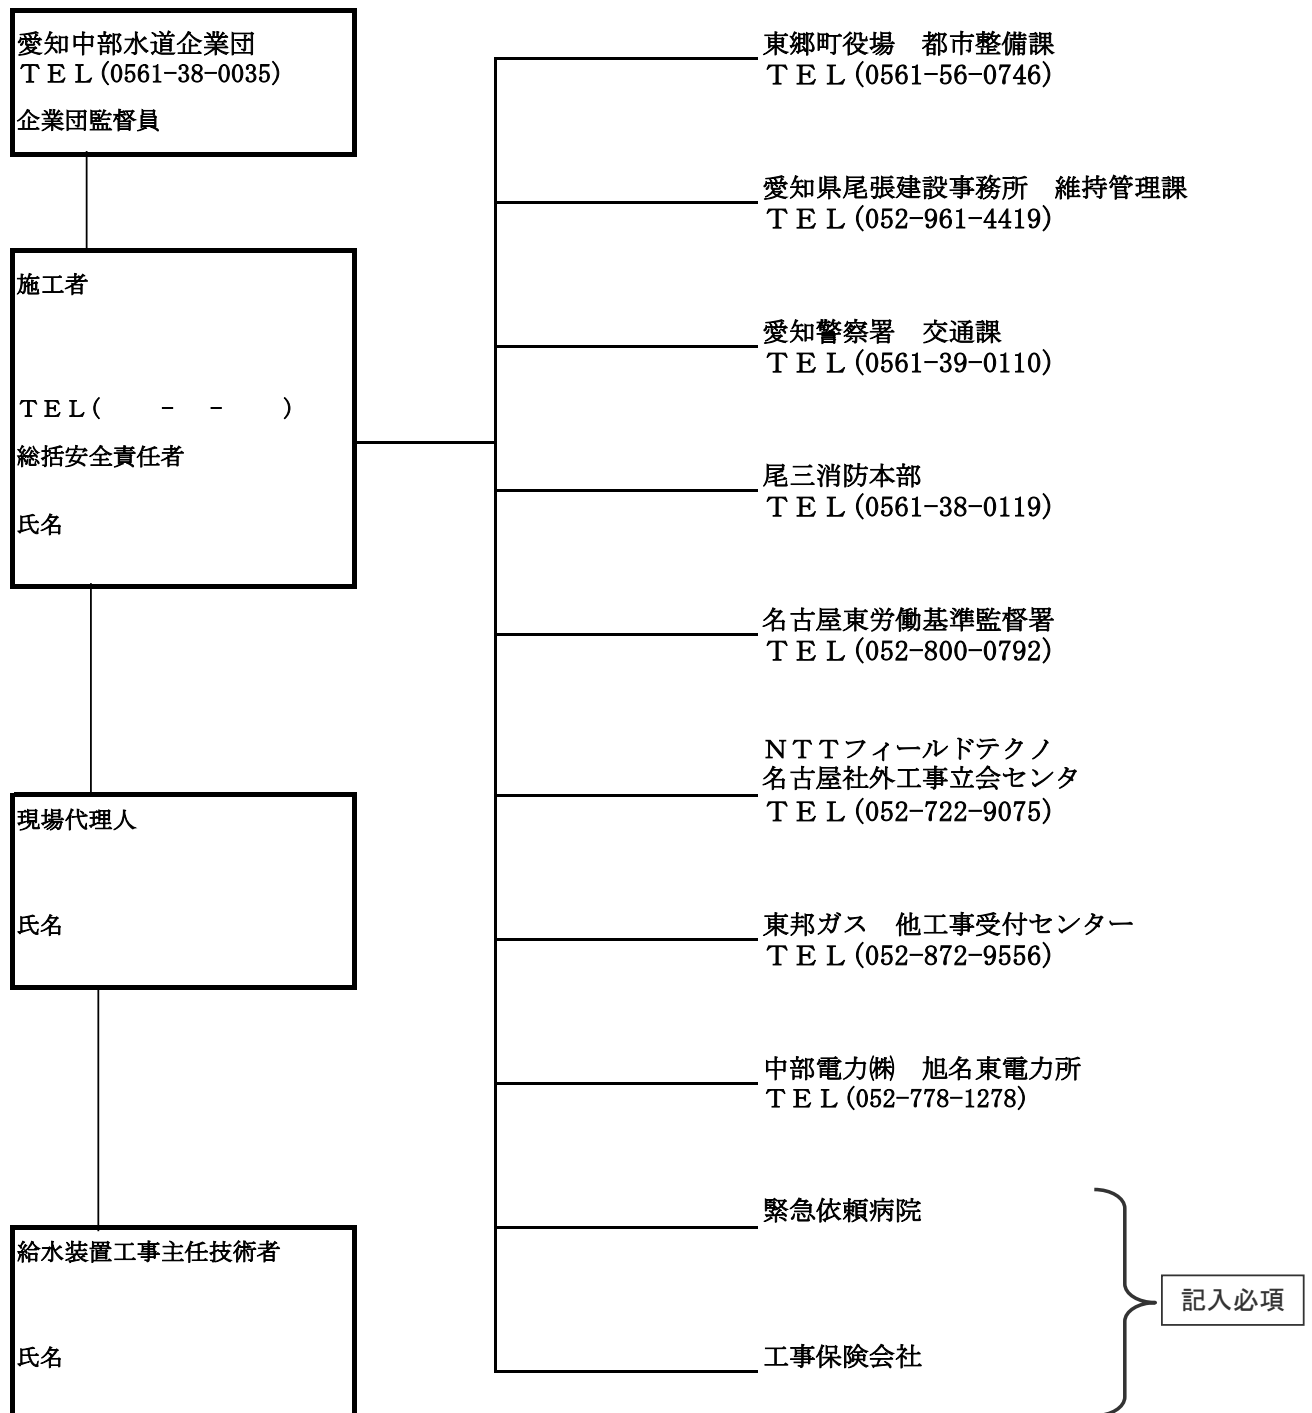 愛知中部水道企業団
ＴＥＬ(0561-38-0035)
企業団監督員
施工者
ＴＥＬ(　　-　-　　)
総括安全責任者
氏名
現場代理人
氏名
給水装置工事主任技術者
氏名
東郷町役場　都市整備課
ＴＥＬ(0561-56-0746)
愛知県尾張建設事務所　維持管理課
ＴＥＬ(052-961-4419)
愛知警察署　交通課
ＴＥＬ(0561-39-0110)
尾三消防本部
ＴＥＬ(0561-38-0119)
名古屋東労働基準監督署
ＴＥＬ(052-800-0792)
ＮＴＴフィールドテクノ
名古屋社外工事立会センタ
ＴＥＬ(052-722-9075)
東邦ガス　他工事受付センター
ＴＥＬ(052-872-9556)
中部電力㈱　旭名東電力所
ＴＥＬ(052-778-1278)
緊急依頼病院
工事保険会社
記入必項